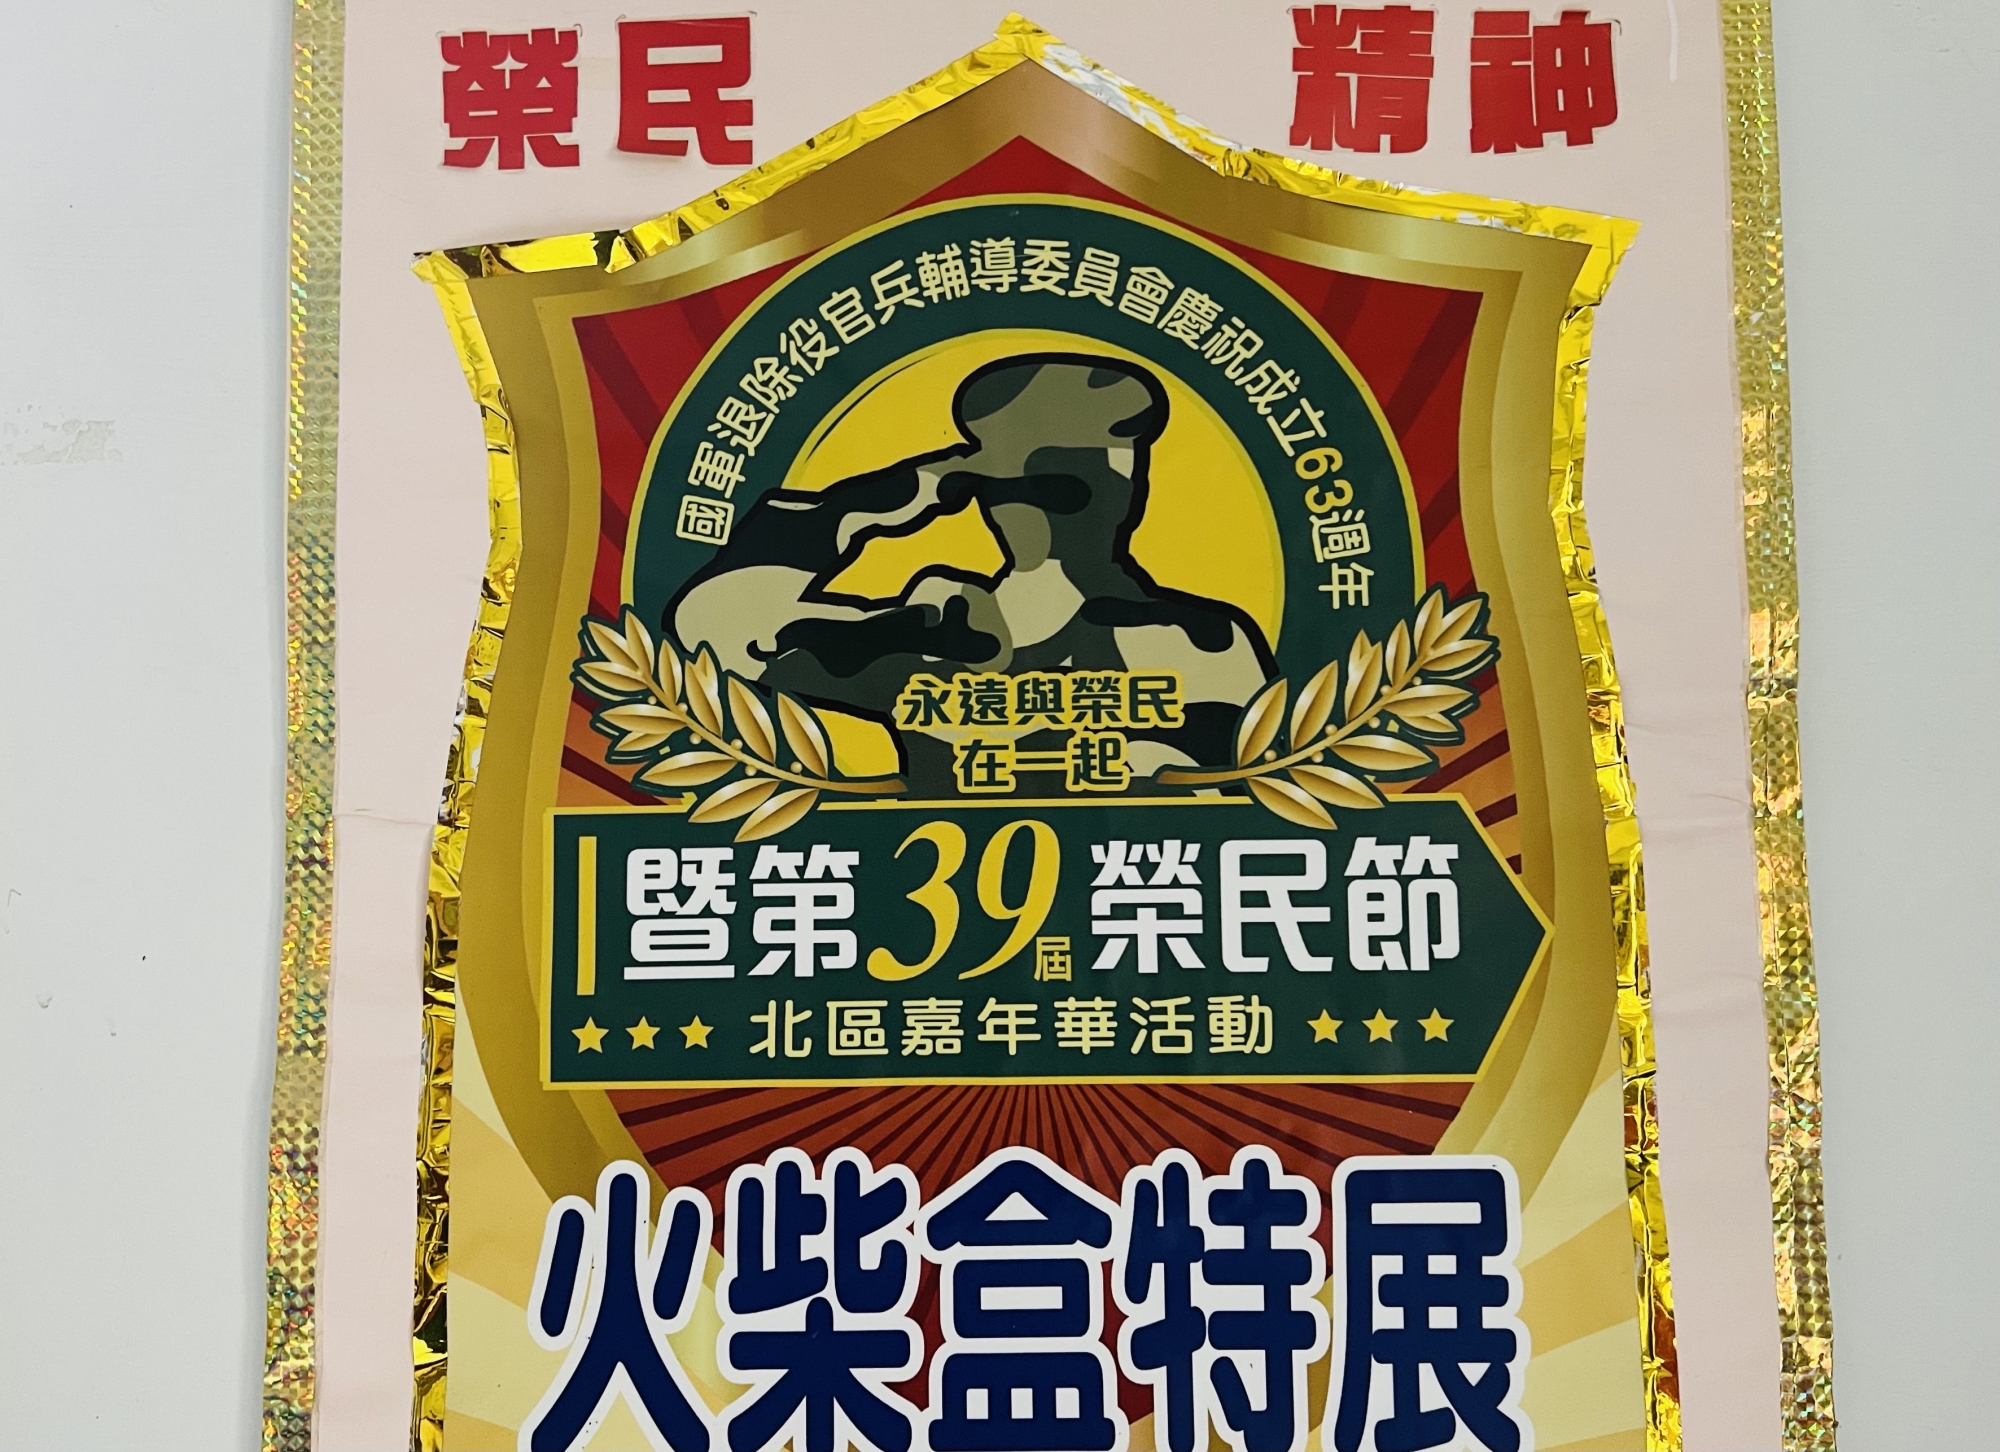 榮民 精神
國軍退除役官兵輔導委員會慶祝成立63週年
永遠與榮民
在一起
暨第39屆榮民節
北區嘉年華活動
火柴盒特展